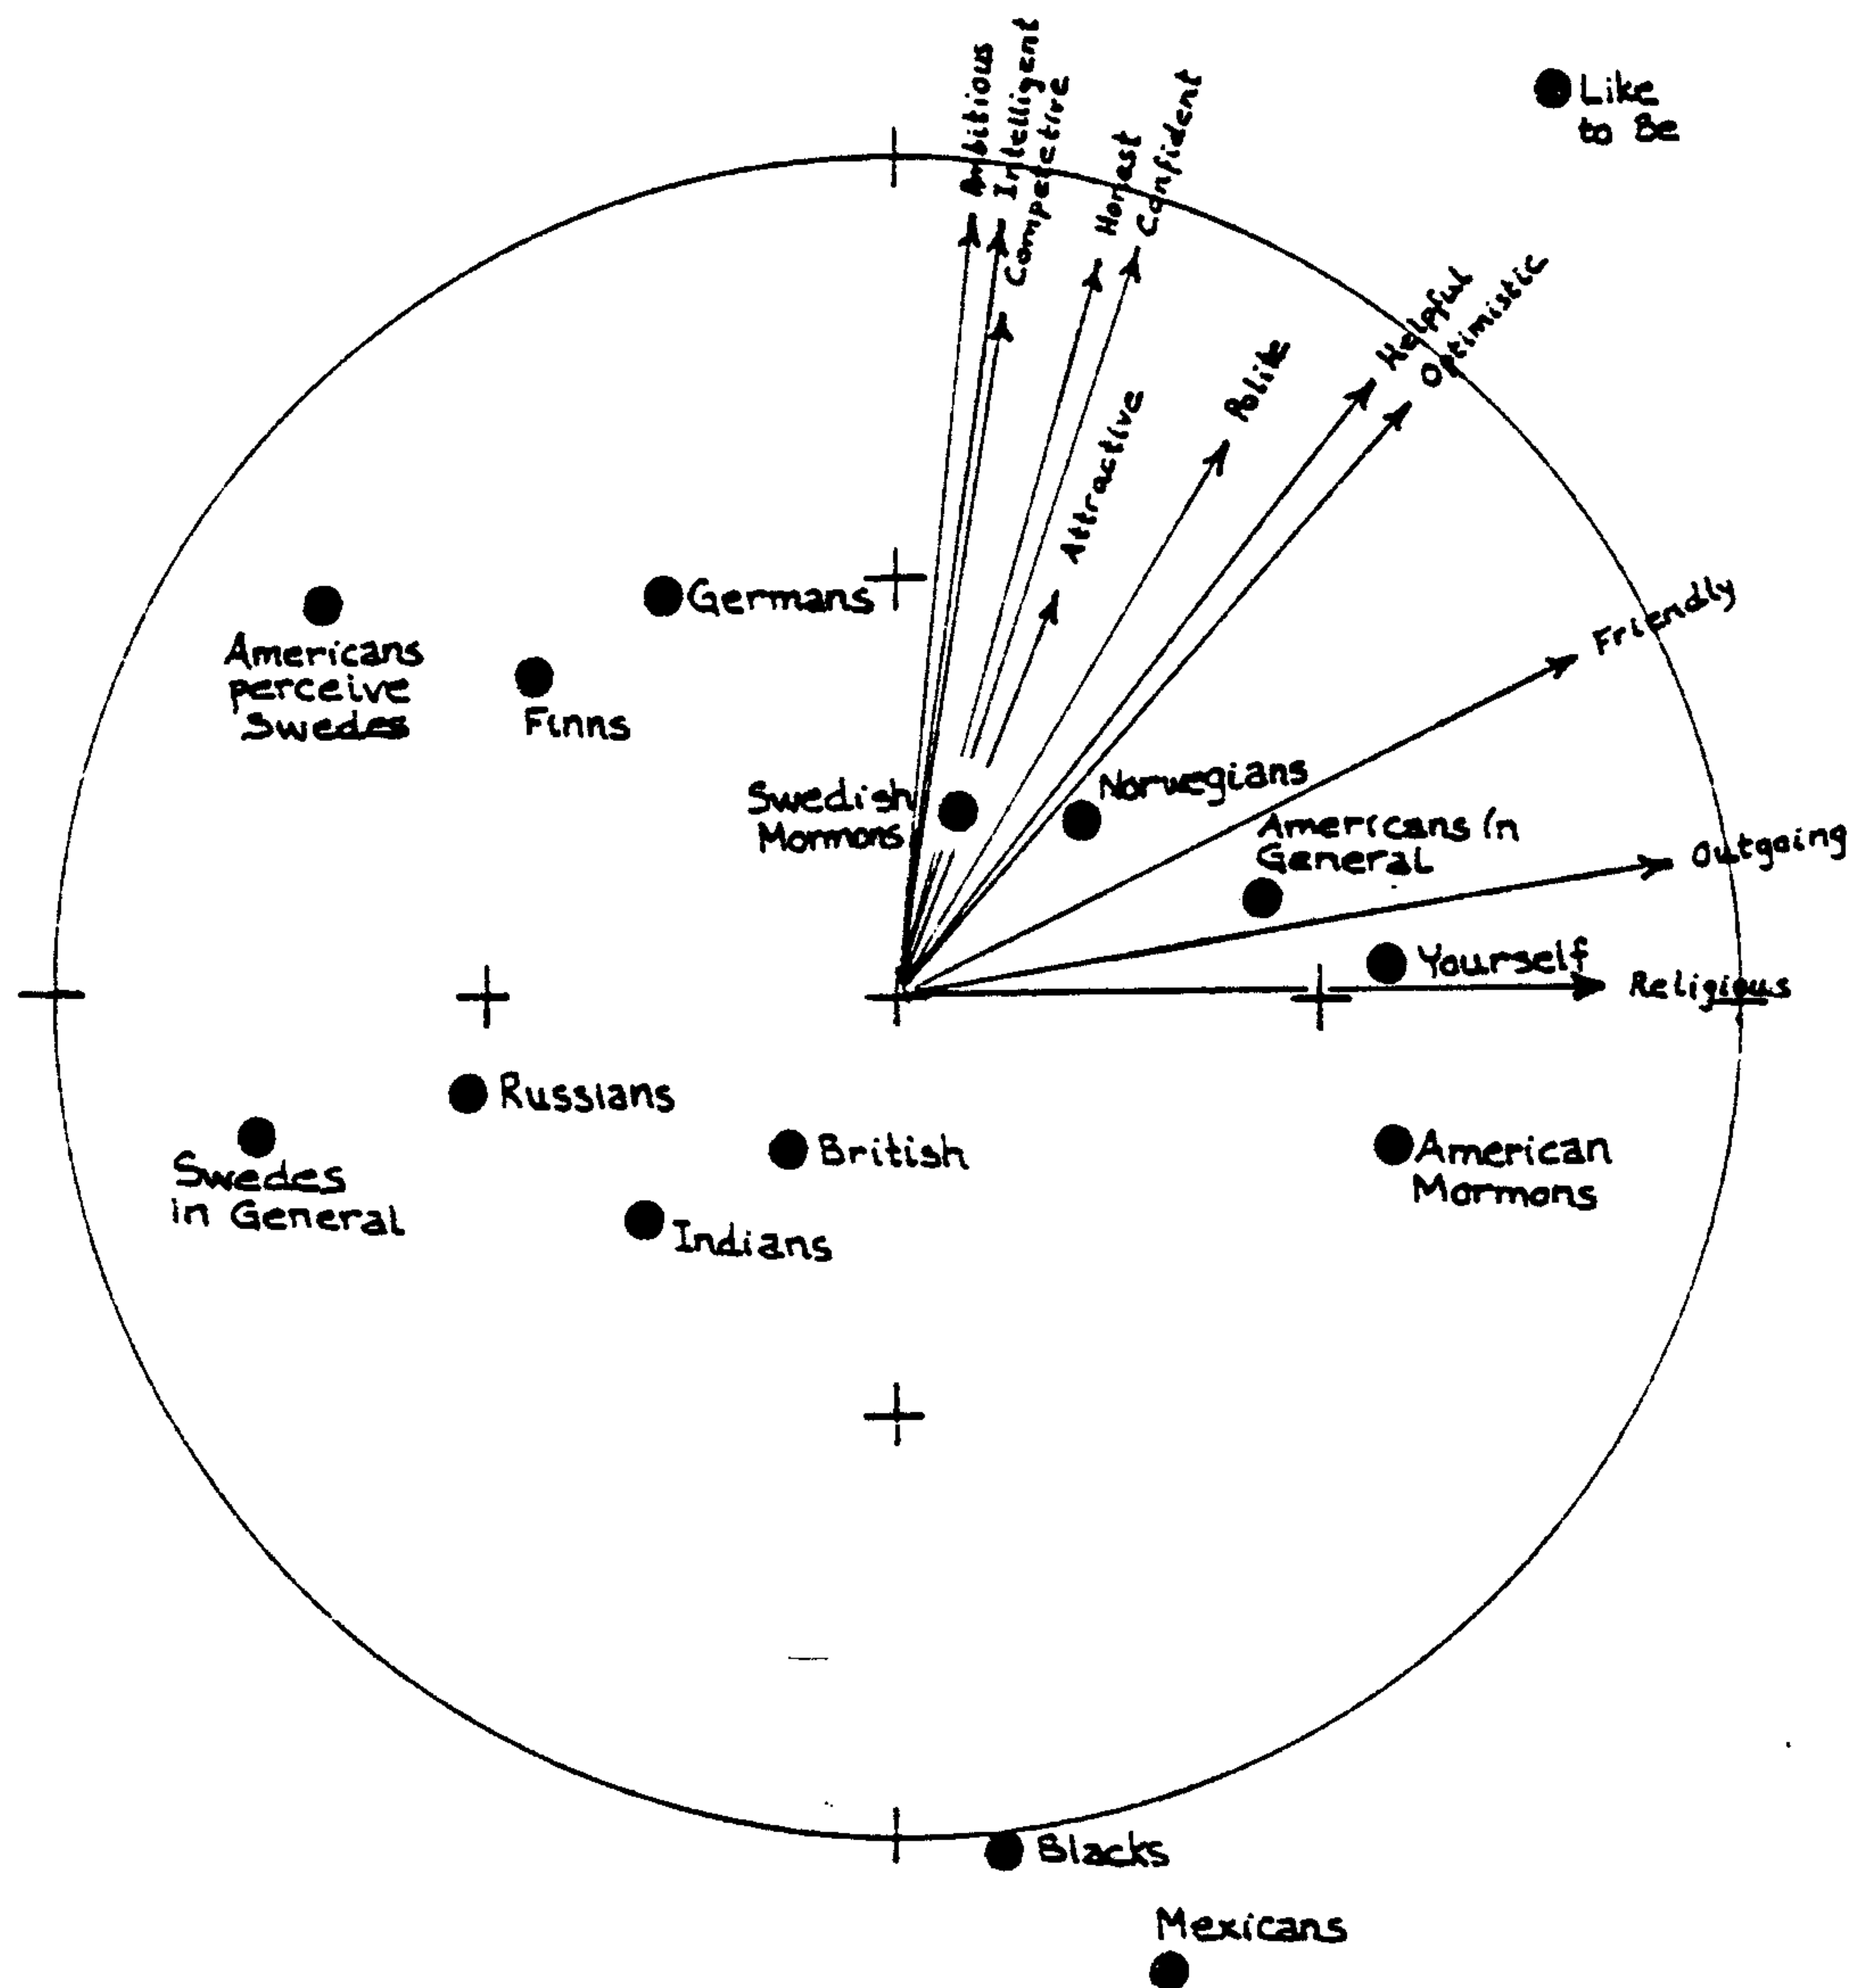 Ambitious
Intelligent
Competitive
Honest
Confident
Like
to Be
Helpful
Optimistic
Polite
Attractive
Friendly
Germans
Americans
perceive
Swedes
Finns
Swedish
Mormons
Norwegians
Americans in
General
Outgoing
Yourself
Religious
Russians
British
American
Mormons
Swedes
in General
Indians
Blacks
Mexicans